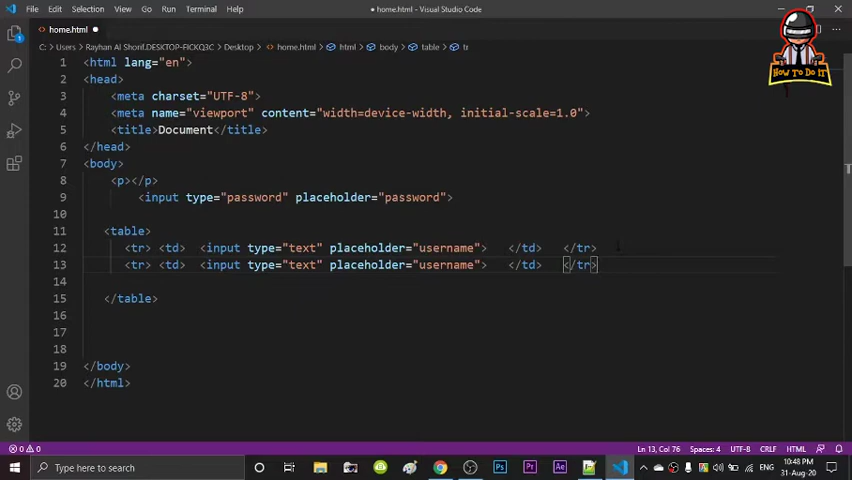 File Edit Selection View Go Run Terminal Help
home.html - Visual Studio Code
home.html
How To Do It
C: > Users > Rayhan Al Shorif.DESKTOP-FICKQ3C > Desktop > home.html > html > body > table > tr
1 <html lang="en">
2 <head>
3 <meta charset="UTF-8">
4 <meta name="viewport" content="width=device-width, initial-scale=1.0">
5 <title>Document</title>
6 </head>
7 <body>
8 <p></p>
9 <input type="password" placeholder="password">
10
11 <table>
12 <tr> <td> <input type="text" placeholder="username"> </td> </tr>
13 <tr> <td> <input type="text" placeholder="username"> </td> </tr>
14
15 </table>
16
17
18
19 </body>
20 </html>
0 0 Ln 13, Col 76 Spaces: 4 UTF-8 CRLF HTML
Type here to search
Ps Pr Ae
ENG
10:48 PM
31-Aug-20